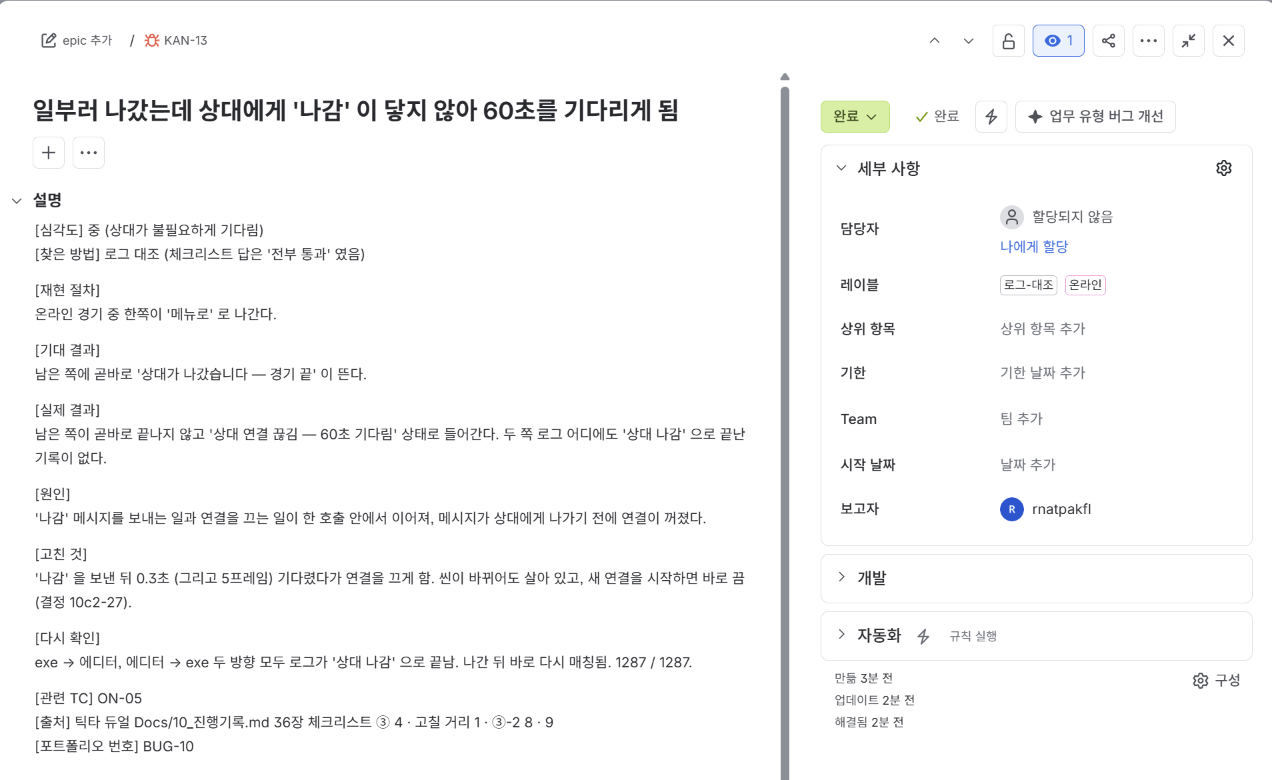 epic 추가 / KAN-13
1
일부러 나갔는데 상대에게 '나감' 이 닿지 않아 60초를 기다리게 됨
설명
[심각도] 중 (상대가 불필요하게 기다림)
[찾은 방법] 로그 대조 (체크리스트 답은 '전부 통과' 였음)
[재현 절차]
온라인 경기 중 한쪽이 '메뉴로' 로 나간다.
[기대 결과]
남은 쪽에 곧바로 '상대가 나갔습니다 — 경기 끝' 이 뜬다.
[실제 결과]
남은 쪽이 곧바로 끝나지 않고 '상대 연결 끊김 — 60초 기다림' 상태로 들어간다. 두 쪽 로그 어디에도 '상대 나감' 으로 끝난
기록이 없다.
[원인]
'나감' 메시지를 보내는 일과 연결을 끄는 일이 한 호출 안에서 이어져, 메시지가 상대에게 나가기 전에 연결이 꺼졌다.
[고친 것]
'나감' 을 보낸 뒤 0.3초 (그리고 5프레임) 기다렸다가 연결을 끄게 함. 씬이 바뀌어도 살아 있고, 새 연결을 시작하면 바로 끔
(결정 10c2-27).
[다시 확인]
exe → 에디터, 에디터 → exe 두 방향 모두 로그가 '상대 나감' 으로 끝남. 나간 뒤 바로 다시 매칭됨. 1287 / 1287.
[관련 TC] ON-05
[출처] 틱타 듀얼 Docs/10_진행기록.md 36장 체크리스트 ③ 4 · 고칠 거리 1 · ③-2 8 · 9
[포트폴리오 번호] BUG-10
완료
완료
업무 유형 버그 개선
세부 사항
담당자
할당되지 않음
나에게 할당
레이블
로그-대조
온라인
상위 항목
상위 항목 추가
기한
기한 날짜 추가
Team
팀 추가
시작 날짜
날짜 추가
보고자
R
rnatpakfl
개발
자동화
규칙 실행
만듦 3분 전
업데이트 2분 전
해결됨 2분 전
구성